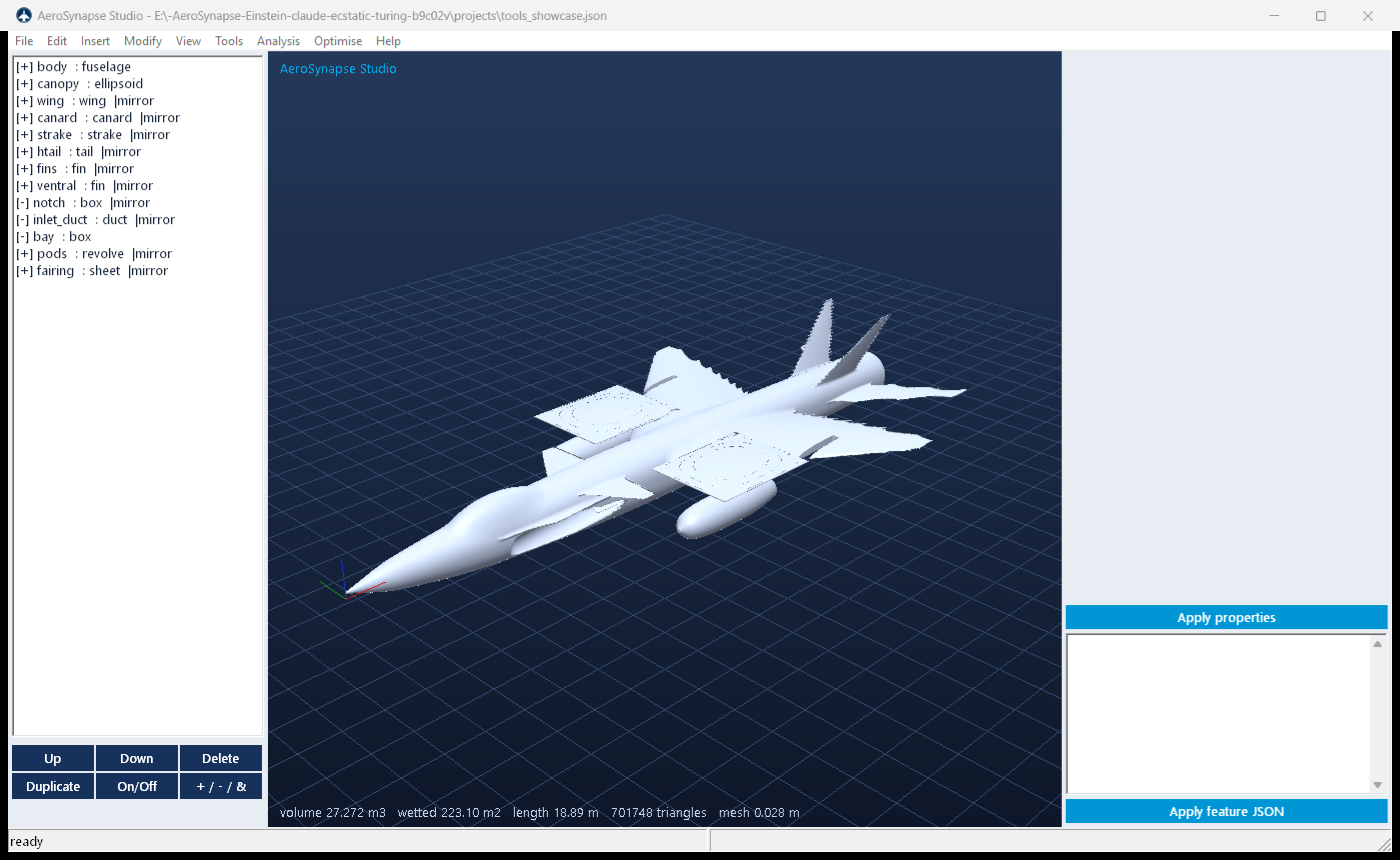 AeroSynapse Studio - E:\-AeroSynapse-Einstein-claude-ecstatic-turing-b9c02v\projects\tools_showcase.json
File Edit Insert Modify View Tools Analysis Optimise Help
[+] body : fuselage
[+] canopy : ellipsoid
[+] wing : wing |mirror
[+] canard : canard |mirror
[+] strake : strake |mirror
[+] htail : tail |mirror
[+] fins : fin |mirror
[+] ventral : fin |mirror
[-] notch : box |mirror
[-] inlet_duct : duct |mirror
[-] bay : box
[+] pods : revolve |mirror
[+] fairing : sheet |mirror
Up Down Delete
Duplicate On/Off + / - / &
AeroSynapse Studio
volume 27.272 m3 wetted 223.10 m2 length 18.89 m 701748 triangles mesh 0.028 m
Apply properties
Apply feature JSON
ready